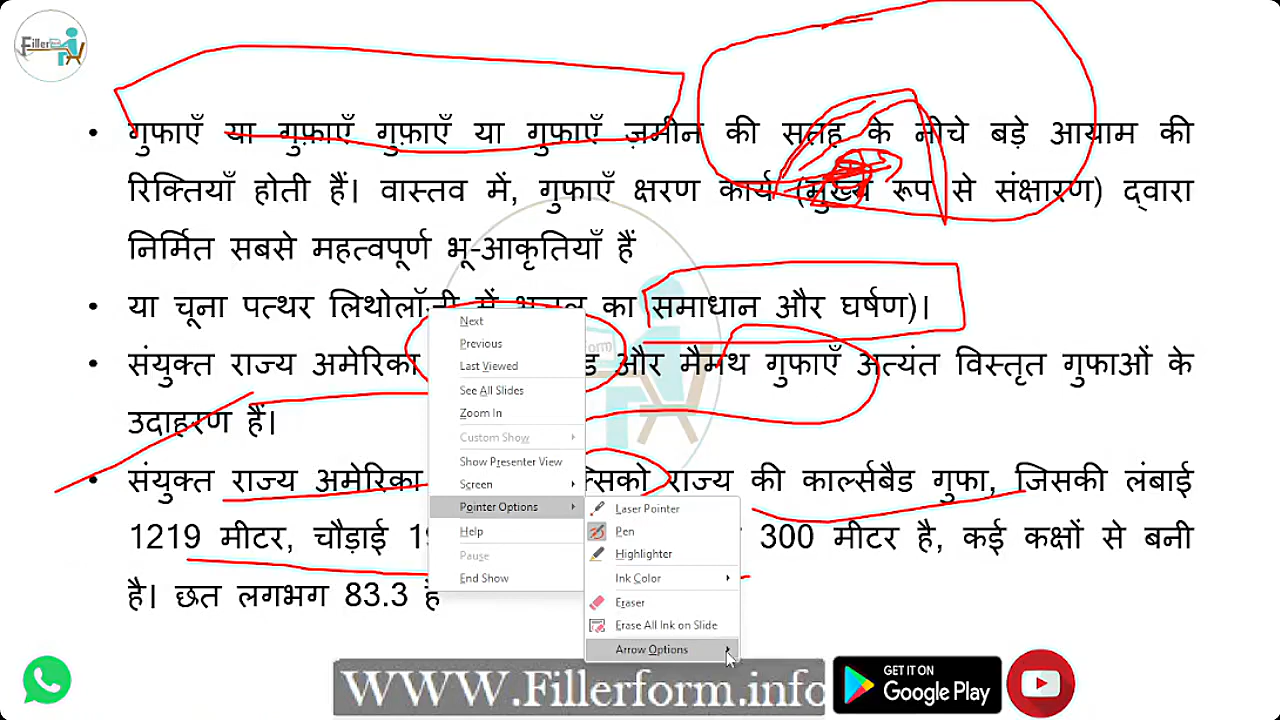 Fillerform
• गुफाएँ या गुफ़ाएँ गुफ़ाएँ या गुफाएँ ज़मीन की सतह के नीचे बड़े आयाम की
रिक्तियाँ होती हैं। वास्तव में, गुफाएँ क्षरण कार्य (मुख्य रूप से संक्षारण) द्वारा
निर्मित सबसे महत्वपूर्ण भू-आकृतियाँ हैं
• या चूना पत्थर लिथोलॉजी में भूजल का समाधान और घर्षण)।
• संयुक्त राज्य अमेरिका और मैमथ गुफाएँ अत्यंत विस्तृत गुफाओं के
उदाहरण हैं।
• संयुक्त राज्य अमेरिका राज्य की कार्ल्सबैड गुफा, जिसकी लंबाई
1219 मीटर, चौड़ाई 300 मीटर है, कई कक्षों से बनी
है। छत लगभग 83.3 है
Next
Previous
Last Viewed
See All Slides
Zoom In
Custom Show
Show Presenter View
Screen
Pointer Options
Help
Pause
End Show
Laser Pointer
Pen
Highlighter
Ink Color
Eraser
Erase All Ink on Slide
Arrow Options
WWW.Fillerform.info
GET IT ON
Google Play